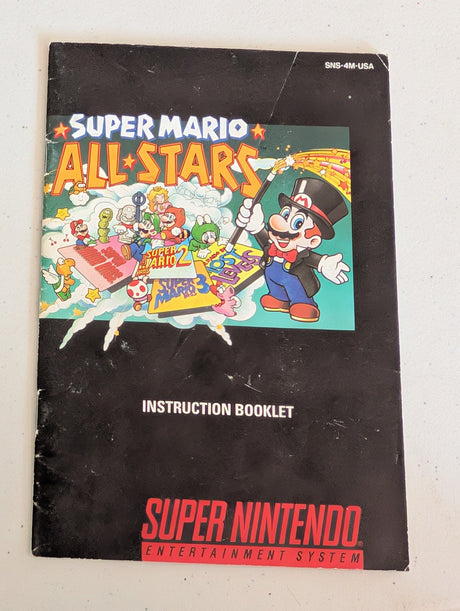 SNS-4M-USA
SUPER MARIO
ALL★STARS
SUPER
MARIO 2
SUPER
MARIO 3
LEVELS
INSTRUCTION BOOKLET
SUPER NINTENDO
ENTERTAINMENT SYSTEM